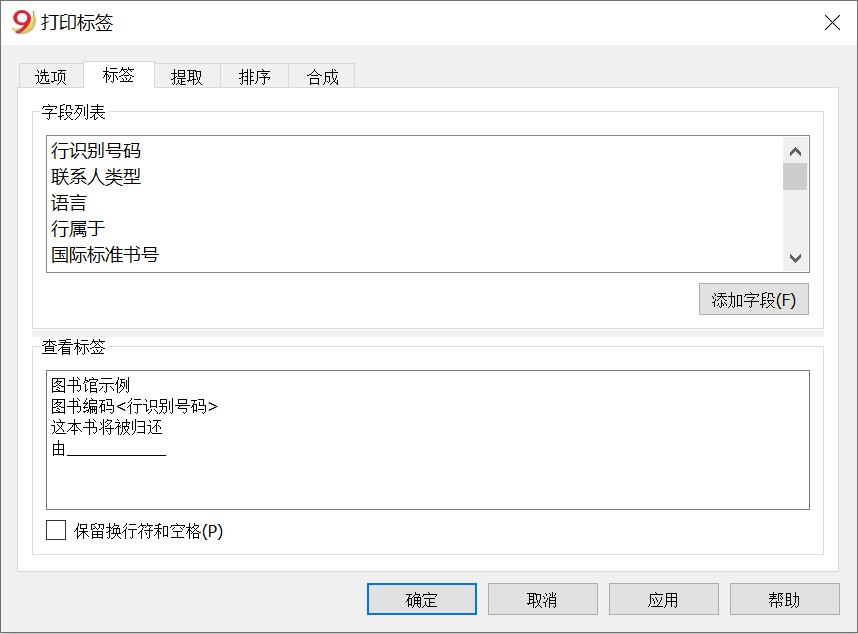 9 打印标签
选项 标签 提取 排序 合成
字段列表
行识别号码
联系人类型
语言
行属于
国际标准书号
添加字段(F)
查看标签
图书馆示例
图书编码<行识别号码>
这本书将被归还
由____________
保留换行符和空格(P)
确定 取消 应用 帮助